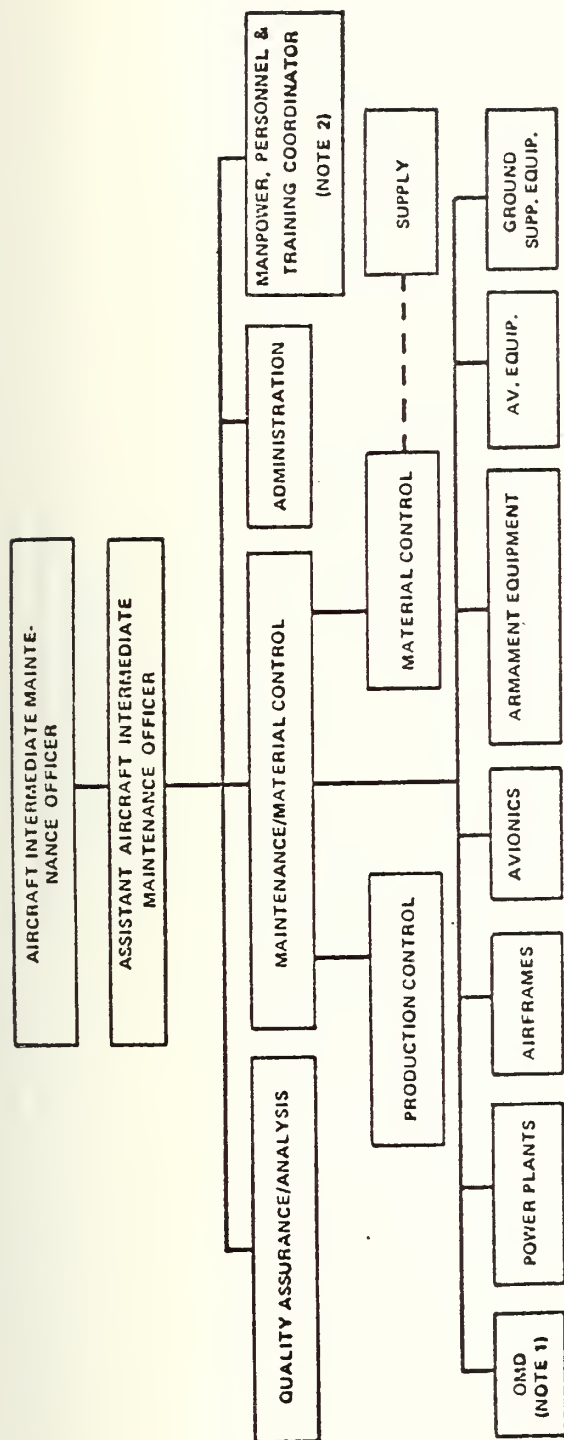 AIRCRAFT INTERMEDIATE MAINTE-
NANCE OFFICER
ASSISTANT AIRCRAFT INTERMEDIATE
MAINTENANCE OFFICER
QUALITY ASSURANCE/ANALYSIS
MAINTENANCE/MATERIAL CONTROL
ADMINISTRATION
MANPOWER, PERSONNEL &
TRAINING COORDINATOR
(NOTE 2)
PRODUCTION CONTROL
MATERIAL CONTROL
SUPPLY
OMD
(NOTE 1)
POWER PLANTS
AIRFRAMES
AVIONICS
ARMAMENT EQUIPMENT
AV. EQUIP.
GROUND
SUPP. EQUIP.